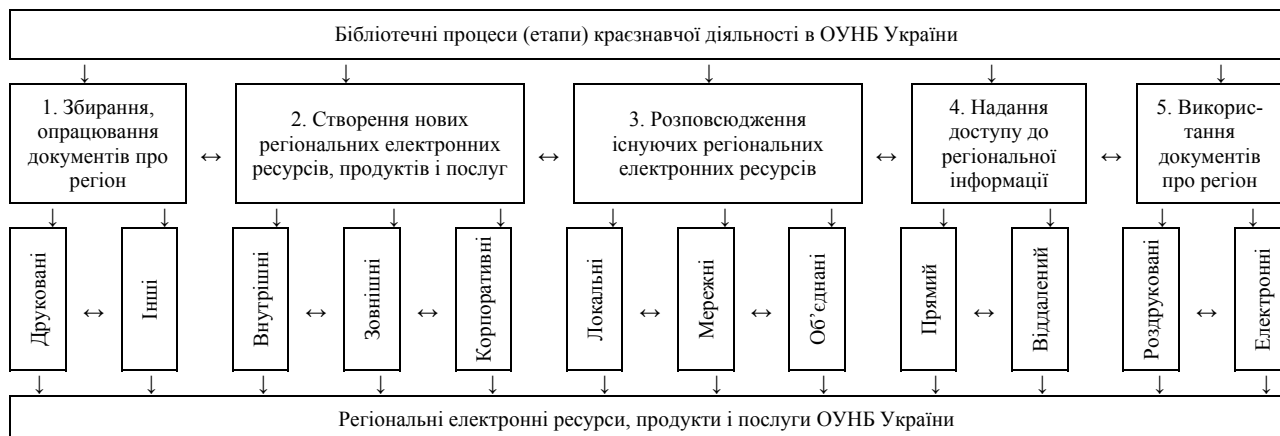 Бібліотечні процеси (етапи) краєзнавчої діяльності в ОУНБ України
1. Збирання,
опрацювання
документів про
регіон
2. Створення нових
регіональних електронних
ресурсів, продуктів і послуг
3. Розповсюдження
існуючих регіональних
електронних ресурсів
4. Надання
доступу до
регіональної
інформації
5. Викорис-
тання
документів
про регіон
Друковані
Інші
Внутрішні
Зовнішні
Корпоративні
Локальні
Мережні
Об’єднані
Прямий
Віддалений
Роздруковані
Електронні
Регіональні електронні ресурси, продукти і послуги ОУНБ України